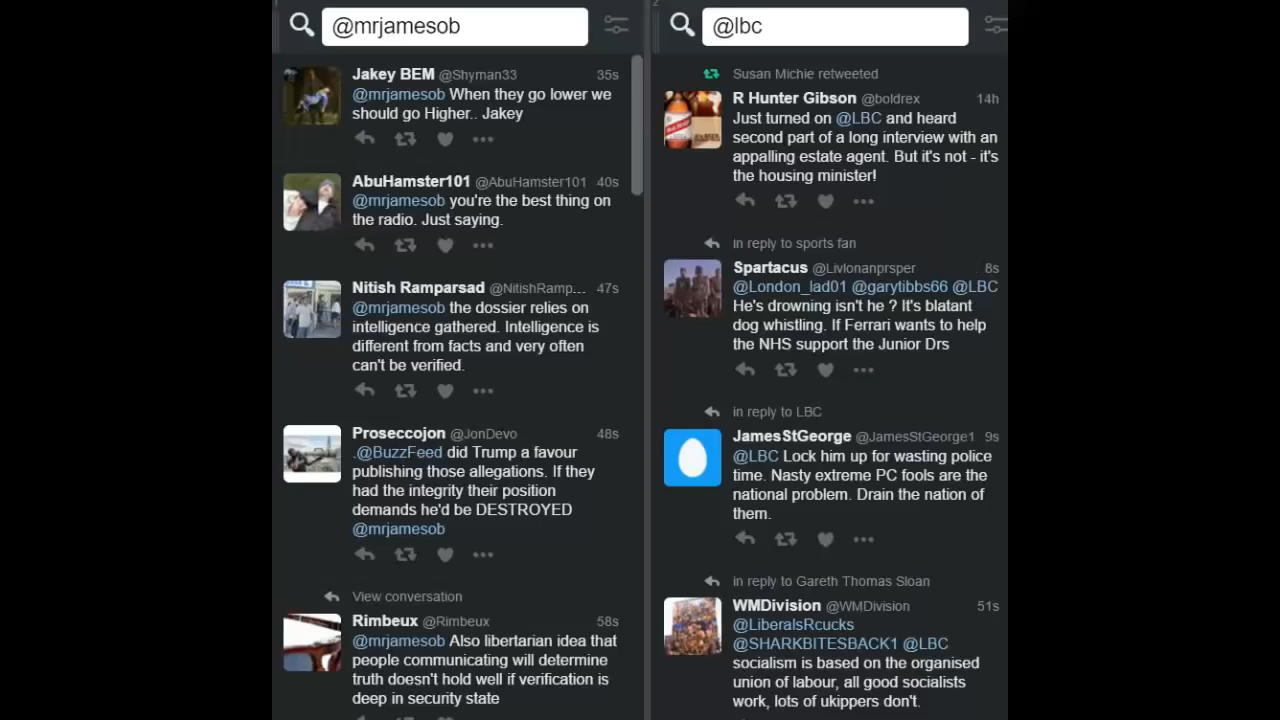 1
@mrjamesob
Jakey BEM @Shyman33 35s
@mrjamesob When they go lower we
should go Higher.. Jakey
AbuHamster101 @AbuHamster101 40s
@mrjamesob you're the best thing on
the radio. Just saying.
Nitish Ramparsad @NitishRamp... 47s
@mrjamesob the dossier relies on
intelligence gathered. Intelligence is
different from facts and very often
can't be verified.
Proseccojon @JonDevo 48s
.@BuzzFeed did Trump a favour
publishing those allegations. If they
had the integrity their position
demands he'd be DESTROYED
@mrjamesob
View conversation
Rimbeux @Rimbeux 58s
@mrjamesob Also libertarian idea that
people communicating will determine
truth doesn't hold well if verification is
deep in security state
2
@lbc
Susan Michie retweeted
R Hunter Gibson @boldrex 14h
Just turned on @LBC and heard
second part of a long interview with an
appalling estate agent. But it's not - it's
the housing minister!
in reply to sports fan
Spartacus @Livlonanprsper 8s
@London_lad01 @garytibbs66 @LBC
He's drowning isn't he ? It's blatant
dog whistling. If Ferrari wants to help
the NHS support the Junior Drs
in reply to LBC
JamesStGeorge @JamesStGeorge1 9s
@LBC Lock him up for wasting police
time. Nasty extreme PC fools are the
national problem. Drain the nation of
them.
in reply to Gareth Thomas Sloan
WMDivision @WMDivision 51s
@LiberalsRcucks
@SHARKBITESBACK1 @LBC
socialism is based on the organised
union of labour, all good socialists
work, lots of ukippers don't.